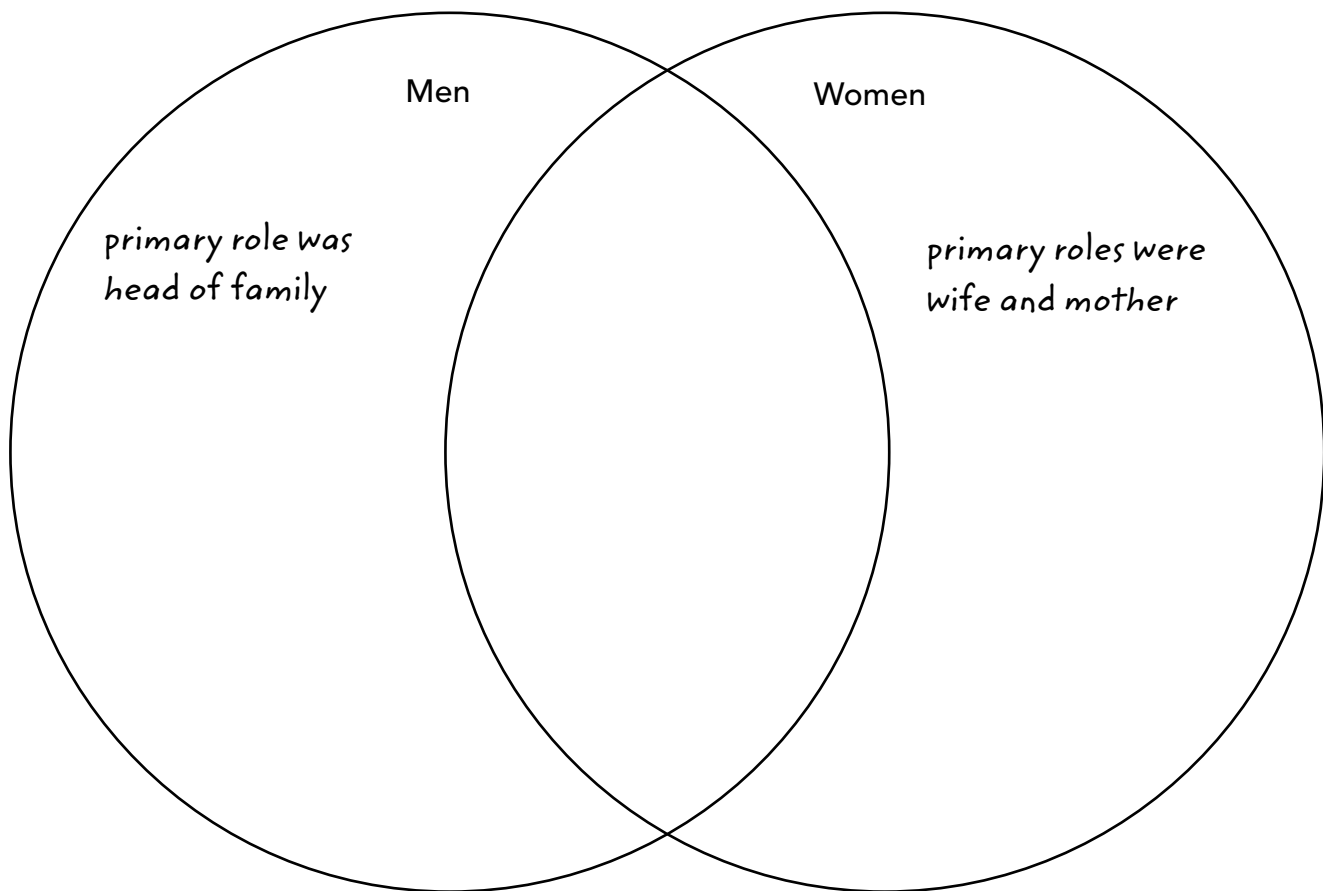 Men
Women
primary role was
head of family
primary roles were
wife and mother